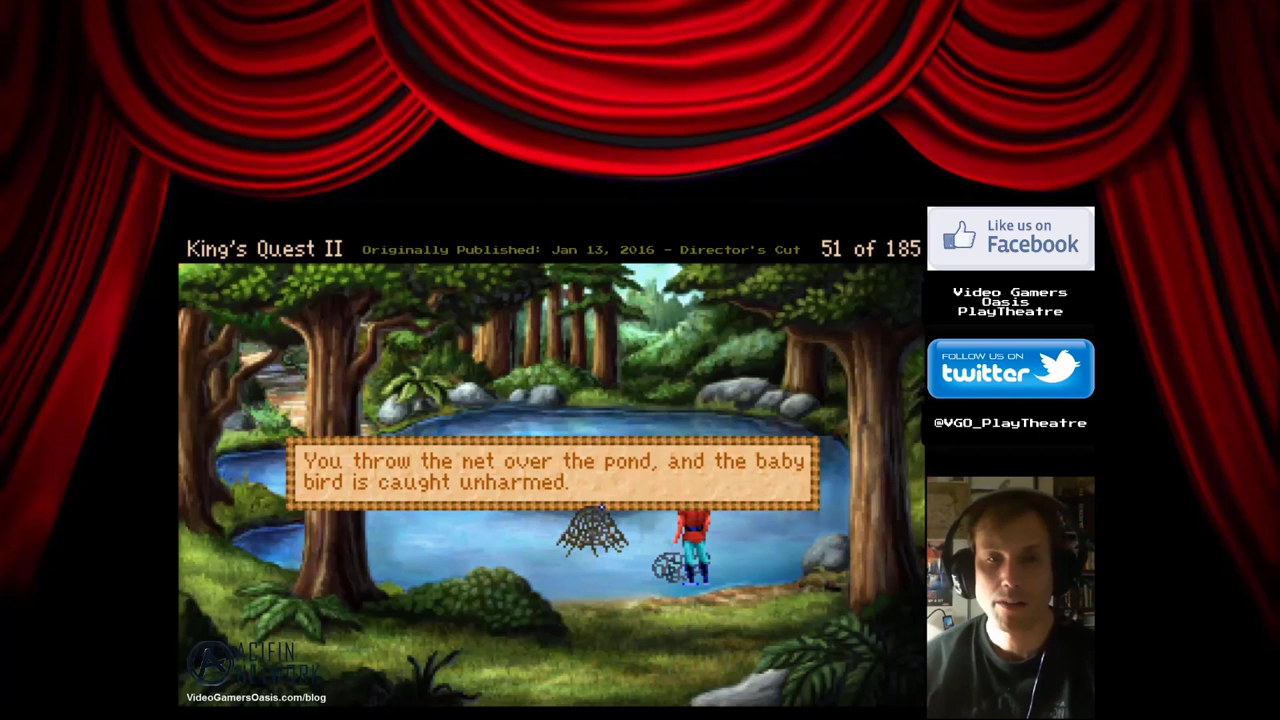 King's Quest II
Originally Published: Jan 13, 2016 - Director's Cut
51 of 185
You throw the net over the pond, and the baby
bird is caught unharmed.
Like us on
Facebook
Video Gamers
Oasis
PlayTheatre
FOLLOW US ON
twitter
@VGO_PlayTheatre
ACIFIN
NETWORK
VideoGamersOasis.com/blog